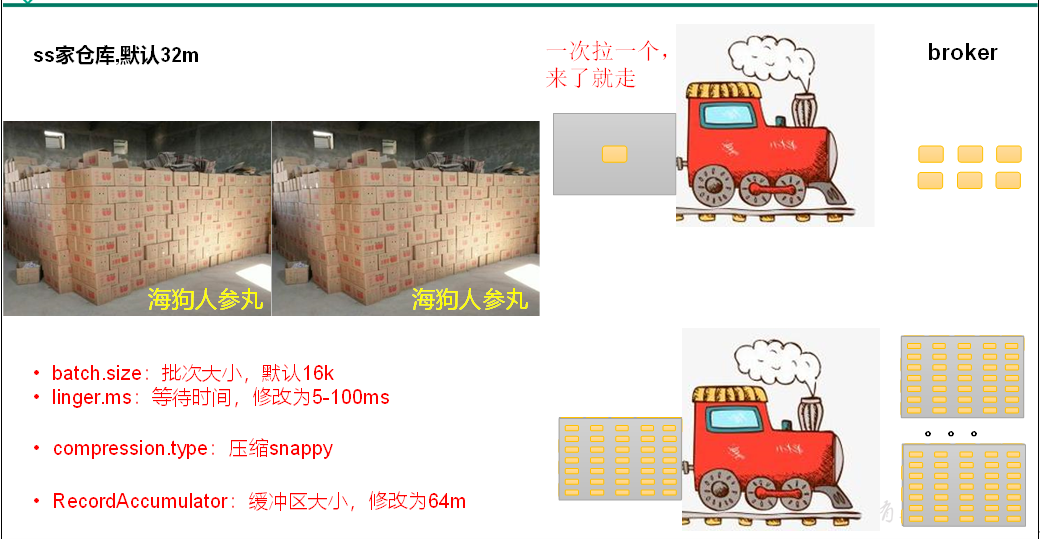 ss家仓库,默认32m
一次拉一个，
来了就走
broker
海狗人参丸
海狗人参丸
• batch.size：批次大小，默认16k
• linger.ms：等待时间，修改为5-100ms
• compression.type：压缩snappy
• RecordAccumulator：缓冲区大小，修改为64m